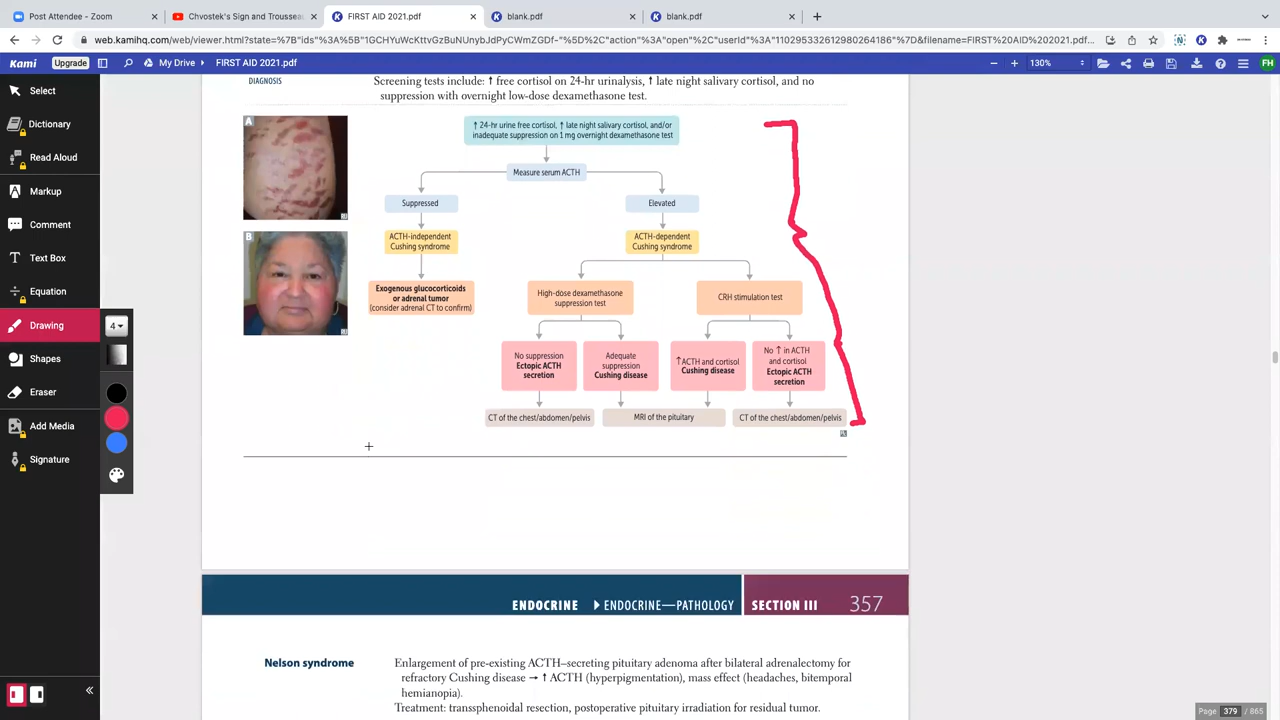 Post Attendee - Zoom
Chvostek's Sign and Trousseau
FIRST AID 2021.pdf
blank.pdf
blank.pdf
web.kamihq.com/web/viewer.html?state=%7B"ids"%3A%5B"1GCHYuWcKttvGzBuNUnybJdPyCWmZGDf-"%5D%2C"action"%3A"open"%2C"userId"%3A"110295332612980264186"%7D&filename=FIRST%20AID%202021.pdf...
Kami
Upgrade
My Drive
FIRST AID 2021.pdf
130%
Select
Dictionary
Read Aloud
Markup
Comment
Text Box
Equation
Drawing
Shapes
Eraser
Add Media
Signature
4
DIAGNOSIS
Screening tests include: ↑ free cortisol on 24-hr urinalysis, ↑ late night salivary cortisol, and no
suppression with overnight low-dose dexamethasone test.
A
B
↑ 24-hr urine free cortisol, ↑ late night salivary cortisol, and/or
inadequate suppression on 1 mg overnight dexamethasone test
Measure serum ACTH
Suppressed
Elevated
ACTH-independent
Cushing syndrome
ACTH-dependent
Cushing syndrome
Exogenous glucocorticoids
or adrenal tumor
(consider adrenal CT to confirm)
High-dose dexamethasone
suppression test
CRH stimulation test
No suppression
Ectopic ACTH
secretion
Adequate
suppression
Cushing disease
↑ACTH and cortisol
Cushing disease
No ↑ in ACTH
and cortisol
Ectopic ACTH
secretion
CT of the chest/abdomen/pelvis
MRI of the pituitary
CT of the chest/abdomen/pelvis
ENDOCRINE
ENDOCRINE—PATHOLOGY
SECTION III
357
Nelson syndrome
Enlargement of pre-existing ACTH–secreting pituitary adenoma after bilateral adrenalectomy for
refractory Cushing disease → ↑ ACTH (hyperpigmentation), mass effect (headaches, bitemporal
hemianopia).
Treatment: transsphenoidal resection, postoperative pituitary irradiation for residual tumor.
Page 379 / 865
FH